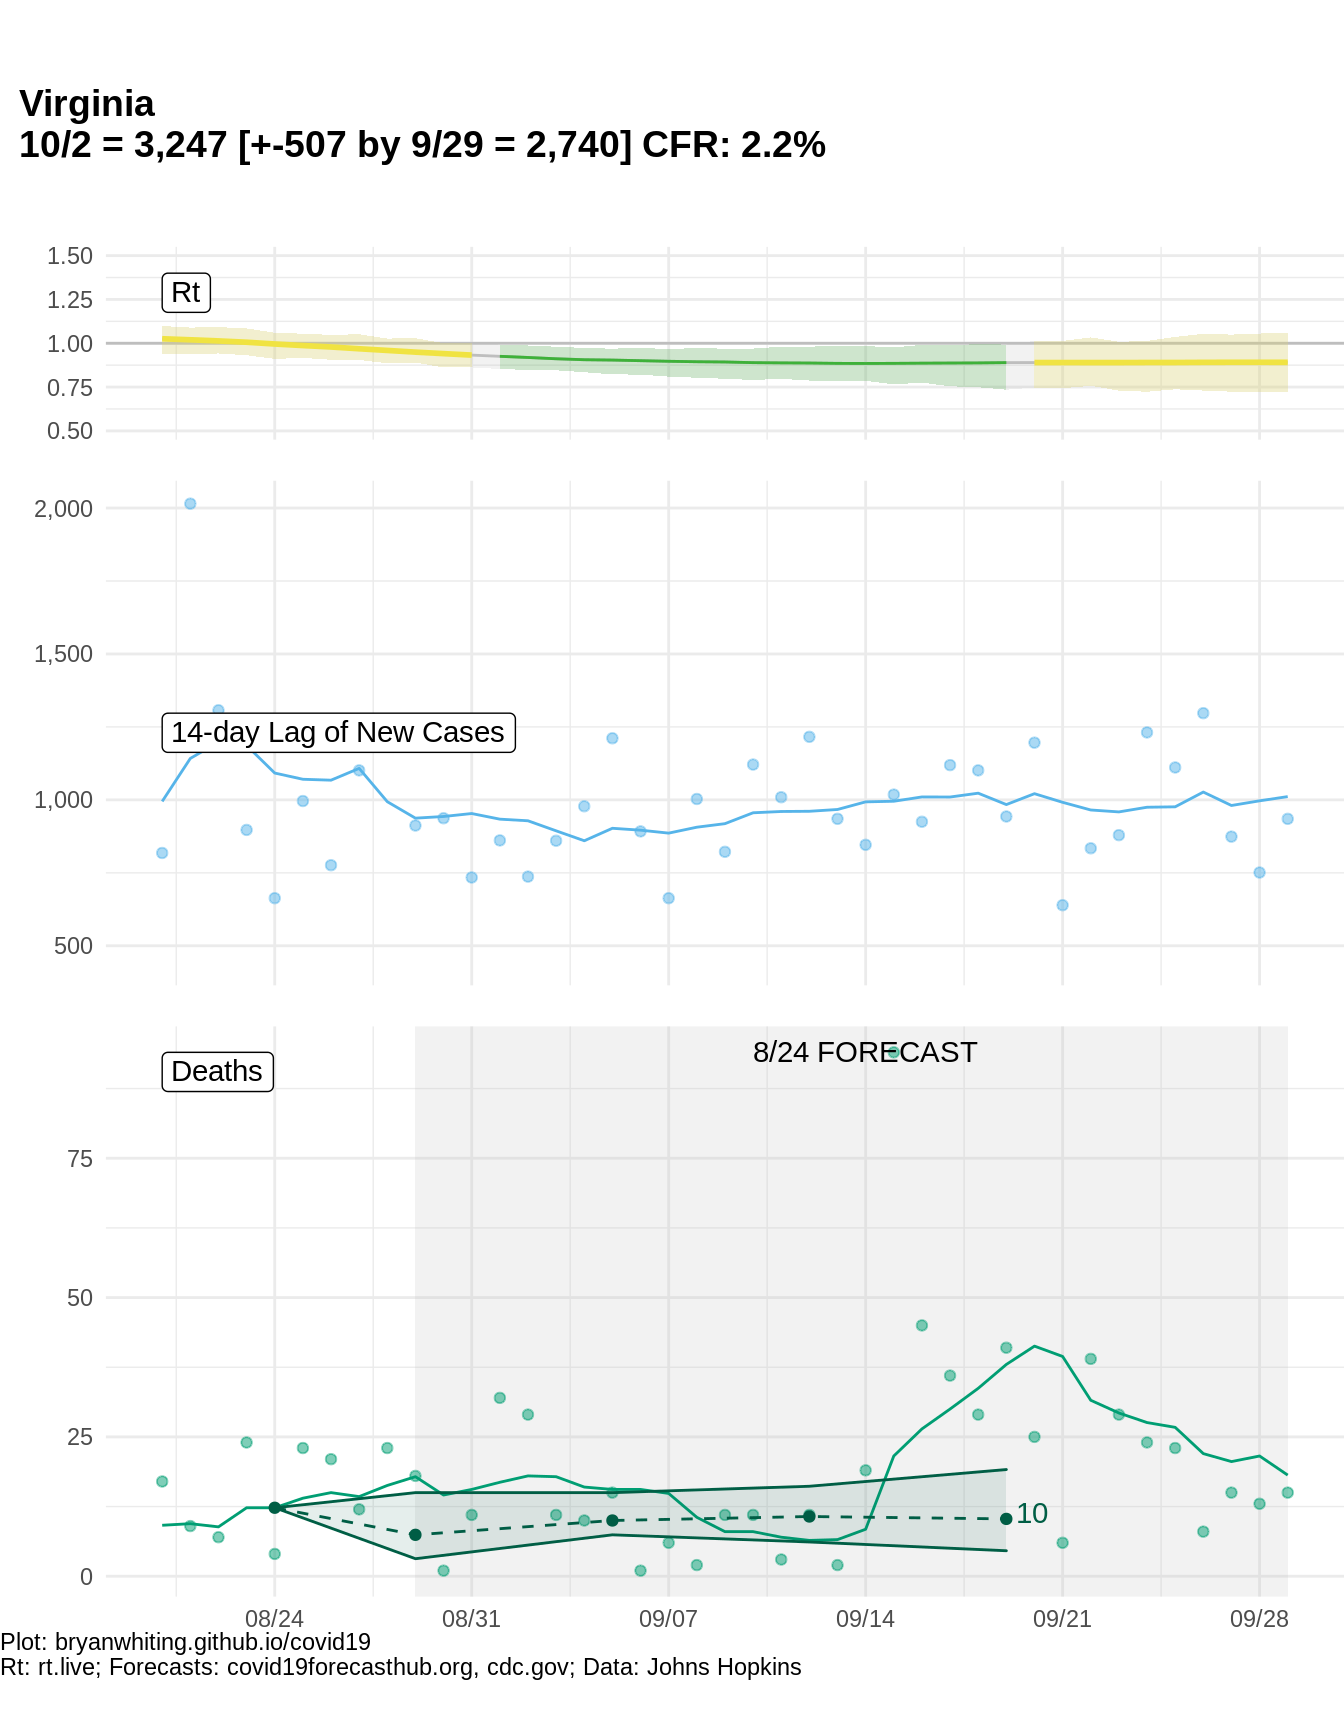 Virginia
10/2 = 3,247 [+-507 by 9/29 = 2,740] CFR: 2.2%
1.50
Rt
1.25
1.00
0.75
0.50
2,000
1,500
14-day Lag of New Cases
1,000
500
8/24 FORECAST
Deaths
75
50
25
10
0
08/24 08/31 09/07 09/14 09/21 09/28
Plot: bryanwhiting.github.io/covid19
Rt: rt.live; Forecasts: covid19forecasthub.org, cdc.gov; Data: Johns Hopkins